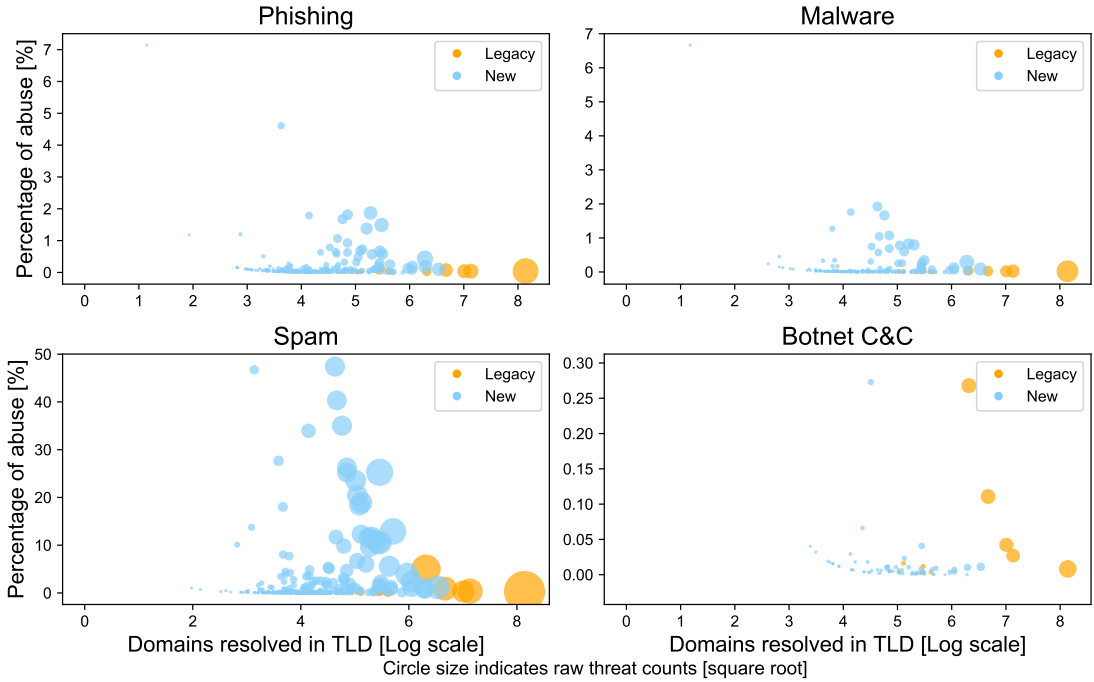 Phishing
Percentage of abuse [%]
7
6
5
4
3
2
1
0
0 1 2 3 4 5 6 7 8
Legacy
New
Malware
7
6
5
4
3
2
1
0
0 1 2 3 4 5 6 7 8
Legacy
New
Spam
Percentage of abuse [%]
50
40
30
20
10
0
0 1 2 3 4 5 6 7 8
Legacy
New
Domains resolved in TLD [Log scale]
Botnet C&C
0.30
0.25
0.20
0.15
0.10
0.05
0.00
0 1 2 3 4 5 6 7 8
Legacy
New
Domains resolved in TLD [Log scale]
Circle size indicates raw threat counts [square root]